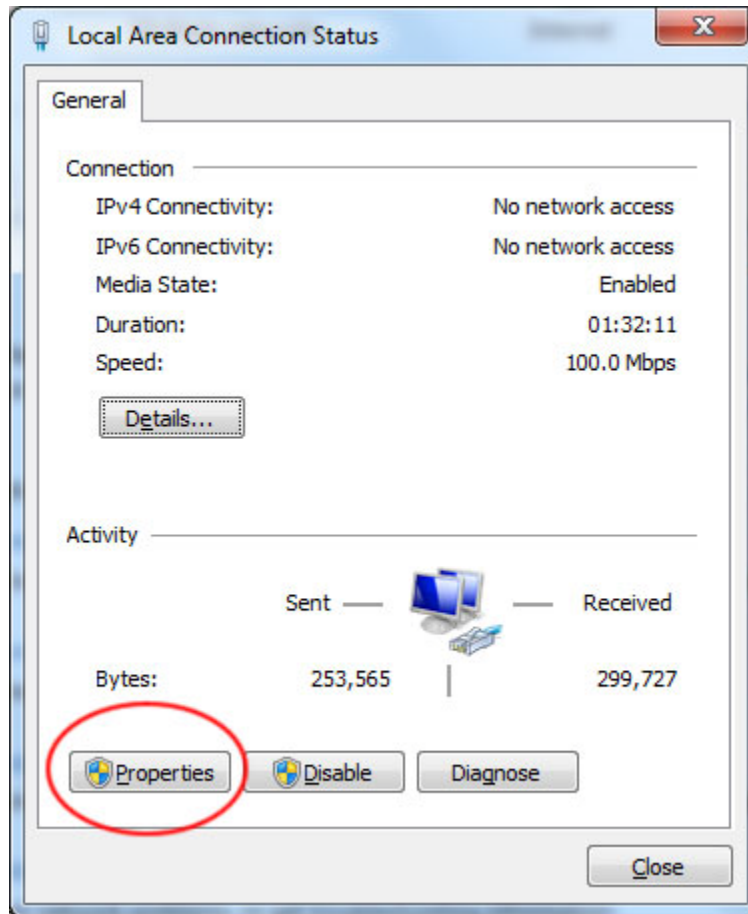 Local Area Connection Status
General
Connection
IPv4 Connectivity: No network access
IPv6 Connectivity: No network access
Media State: Enabled
Duration: 01:32:11
Speed: 100.0 Mbps
Details...
Activity
Sent Received
Bytes: 253,565 299,727
Properties Disable Diagnose
Close